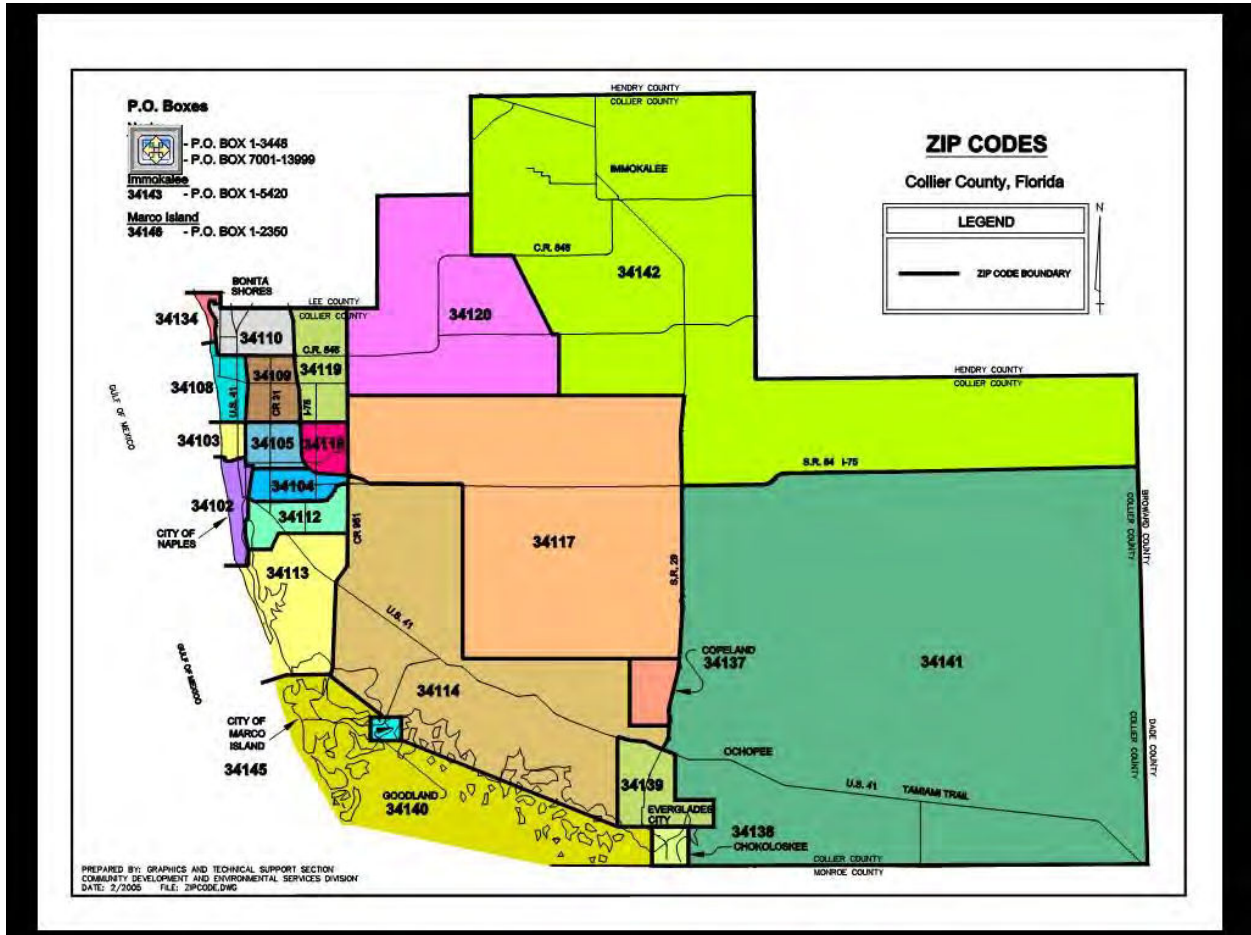 P.O. Boxes
- P.O. BOX 1-3448
- P.O. BOX 7001-13999
Immokalee
34143 - P.O. BOX 1-5420
Marco Island
34146 - P.O. BOX 1-2350
ZIP CODES
Collier County, Florida
LEGEND
ZIP CODE BOUNDARY
N
HENDRY COUNTY
COLLIER COUNTY
IMMOKALEE
C.R. 846
34142
BONITA
SHORES
LEE COUNTY
COLLIER COUNTY
34134
34110
34120
C.R. 846
34119
34109
34108
U.S. 41
CR 31
I-75
HENDRY COUNTY
COLLIER COUNTY
GULF OF MEXICO
34103
34105
34116
S.R. 84 I-75
34104
34102
34112
CITY OF
NAPLES
CR 951
34117
BROWARD COUNTY
COLLIER COUNTY
34113
S.R. 29
U.S. 41
GULF OF MEXICO
COPELAND
34137
34141
34114
CITY OF
MARCO
ISLAND
34145
DADE COUNTY
COLLIER COUNTY
OCHOPEE
34139
U.S. 41 TAMIAMI TRAIL
GOODLAND
34140
EVERGLADES
CITY
34138
CHOKOLOSKEE
COLLIER COUNTY
MONROE COUNTY
PREPARED BY: GRAPHICS AND TECHNICAL SUPPORT SECTION
COMMUNITY DEVELOPMENT AND ENVIRONMENTAL SERVICES DIVISION
DATE: 2/2005 FILE: ZIPCODE.DWG